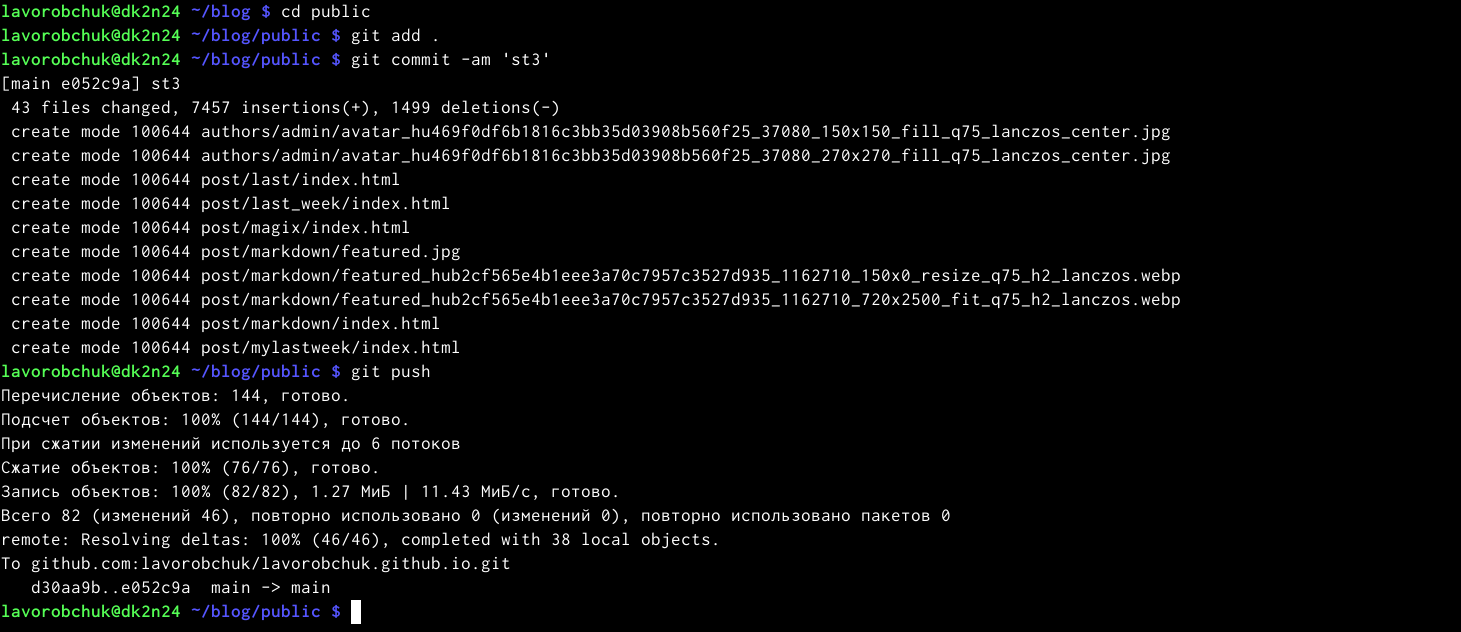 lavorobchuk@dk2n24 ~/blog $ cd public
lavorobchuk@dk2n24 ~/blog/public $ git add .
lavorobchuk@dk2n24 ~/blog/public $ git commit -am 'st3'
[main e052c9a] st3
 43 files changed, 7457 insertions(+), 1499 deletions(-)
 create mode 100644 authors/admin/avatar_hu469f0df6b1816c3bb35d03908b560f25_37080_150x150_fill_q75_lanczos_center.jpg
 create mode 100644 authors/admin/avatar_hu469f0df6b1816c3bb35d03908b560f25_37080_270x270_fill_q75_lanczos_center.jpg
 create mode 100644 post/last/index.html
 create mode 100644 post/last_week/index.html
 create mode 100644 post/magix/index.html
 create mode 100644 post/markdown/featured.jpg
 create mode 100644 post/markdown/featured_hub2cf565e4b1eee3a70c7957c3527d935_1162710_150x0_resize_q75_h2_lanczos.webp
 create mode 100644 post/markdown/featured_hub2cf565e4b1eee3a70c7957c3527d935_1162710_720x2500_fit_q75_h2_lanczos.webp
 create mode 100644 post/markdown/index.html
 create mode 100644 post/mylastweek/index.html
lavorobchuk@dk2n24 ~/blog/public $ git push
Перечисление объектов: 144, готово.
Подсчет объектов: 100% (144/144), готово.
При сжатии изменений используется до 6 потоков
Сжатие объектов: 100% (76/76), готово.
Запись объектов: 100% (82/82), 1.27 МиБ | 11.43 МиБ/с, готово.
Всего 82 (изменений 46), повторно использовано 0 (изменений 0), повторно использовано пакетов 0
remote: Resolving deltas: 100% (46/46), completed with 38 local objects.
To github.com:lavorobchuk/lavorobchuk.github.io.git
   d30aa9b..e052c9a  main -> main
lavorobchuk@dk2n24 ~/blog/public $